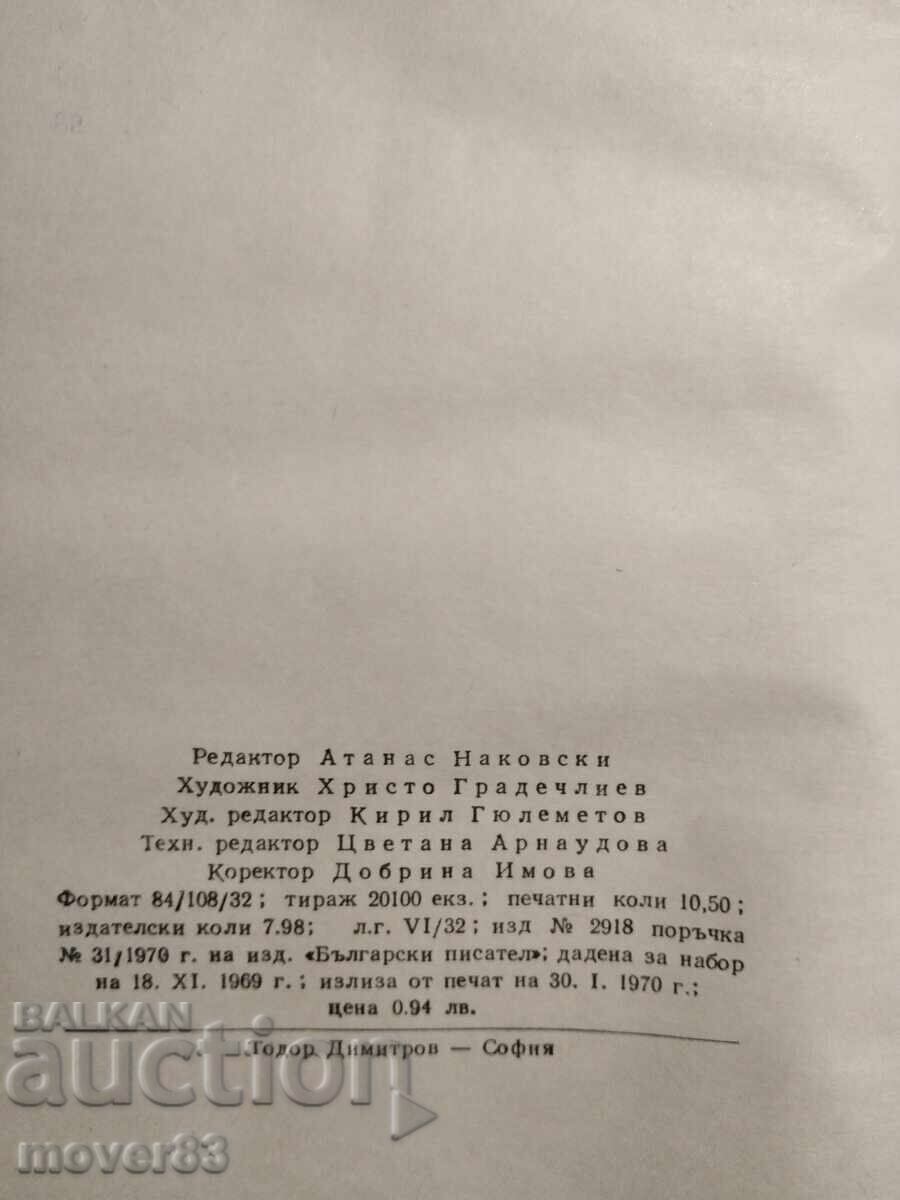 Редактор Атанас Наковски
Художник Христо Градечлиев
Худ. редактор Кирил Гюлеметов
Техн. редактор Цветана Арнаудова
Коректор Добрина Имова
Формат 84/108/32; тираж 20100 екз.; печатни коли 10,50;
издателски коли 7.98; л.г. VI/32; изд № 2918 поръчка
№ 31/1970 г. на изд. «Български писател»; дадена за набор
на 18. XI. 1969 г.; излиза от печат на 30. I. 1970 г.;
цена 0.94 лв.
Тодор Димитров — София
BALKAN
auction
mover83